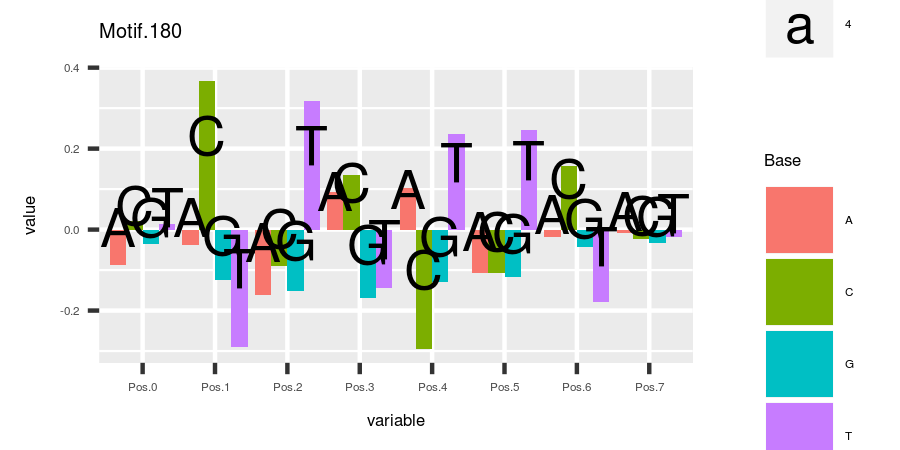 Motif.180
a 4
0.4
0.2
0.0
-0.2
value
A C G T A C G T A C G T A C G T A C G T A C G T A C G T A C G T
Pos.0 Pos.1 Pos.2 Pos.3 Pos.4 Pos.5 Pos.6 Pos.7
variable
Base
A
C
G
T